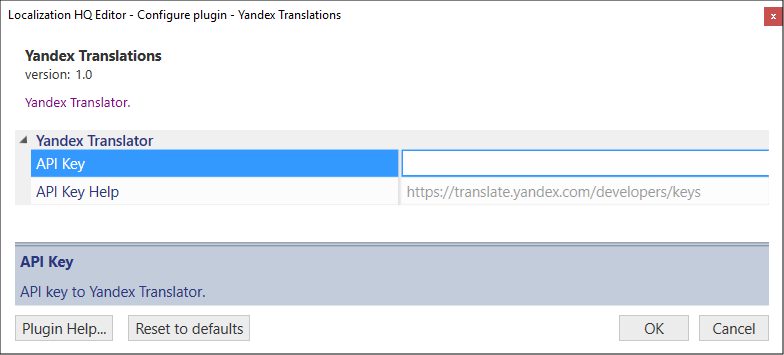 Localization HQ Editor - Configure plugin - Yandex Translations
Yandex Translations
version: 1.0
Yandex Translator.
Yandex Translator
API Key
API Key Help https://translate.yandex.com/developers/keys
API Key
API key to Yandex Translator.
Plugin Help... Reset to defaults OK Cancel